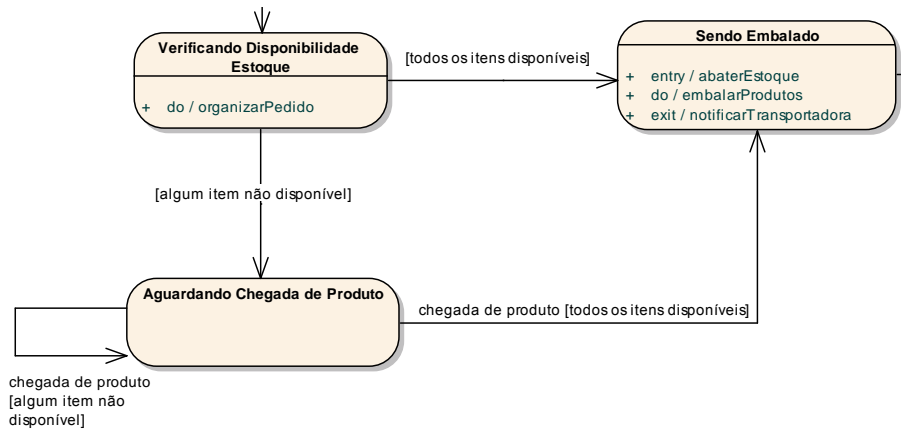 Verificando Disponibilidade
Estoque
+ do / organizarPedido
[todos os itens disponíveis]
Sendo Embalado
+ entry / abaterEstoque
+ do / embalarProdutos
+ exit / notificarTransportadora
[algum item não disponível]
Aguardando Chegada de Produto
chegada de produto [todos os itens disponíveis]
chegada de produto
[algum item não
disponível]